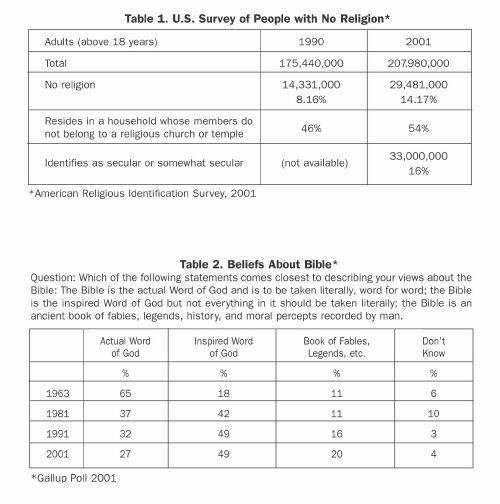 Table 1. U.S. Survey of People with No Religion*
Adults (above 18 years) 1990 2001
Total 175,440,000 207,980,000
No religion 14,331,000 29,481,000
8.16% 14.17%
Resides in a household whose members do
not belong to a religious church or temple 46% 54%
Identifies as secular or somewhat secular (not available) 33,000,000
16%
*American Religious Identification Survey, 2001
Table 2. Beliefs About Bible*
Question: Which of the following statements comes closest to describing your views about the
Bible: The Bible is the actual Word of God and is to be taken literally, word for word; the Bible
is the inspired Word of God but not everything in it should be taken literally; the Bible is an
ancient book of fables, legends, history, and moral percepts recorded by man.
Actual Word Inspired Word Book of Fables, Don't
of God of God Legends, etc. Know
% % % %
1963 65 18 11 6
1981 37 42 11 10
1991 32 49 16 3
2001 27 49 20 4
*Gallup Poll 2001